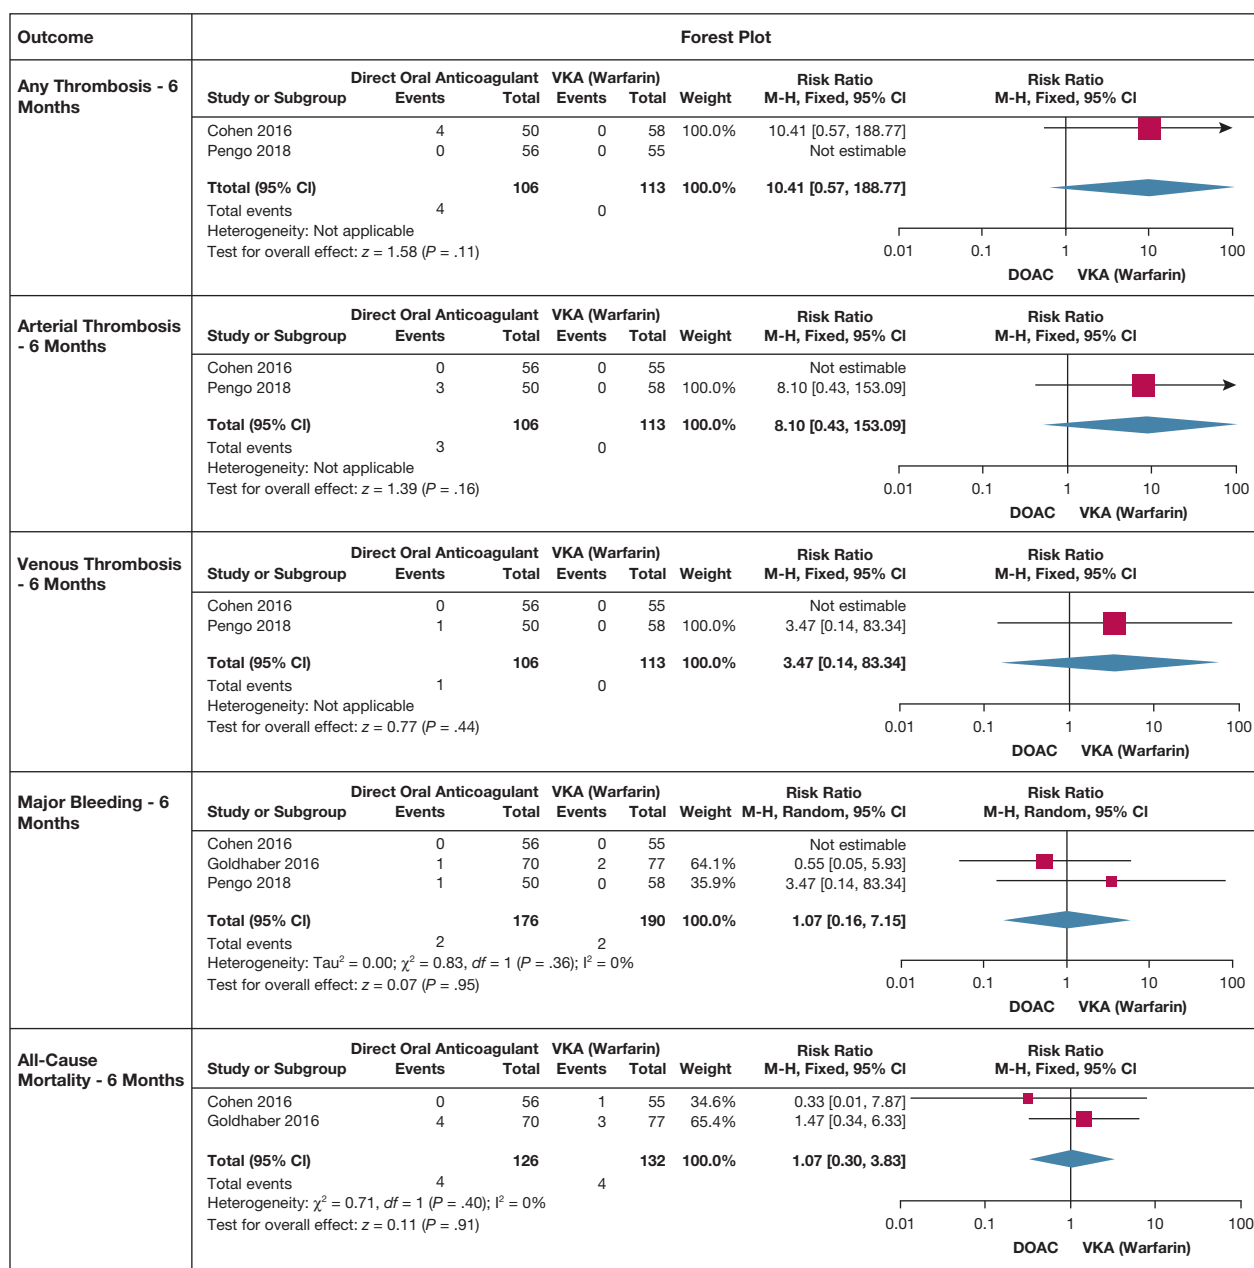 Outcome Forest Plot
Any Thrombosis - 6
Months
Direct Oral Anticoagulant VKA (Warfarin) Risk Ratio Risk Ratio
Study or Subgroup Events Total Events Total Weight M-H, Fixed, 95% CI M-H, Fixed, 95% CI
Cohen 2016 4 50 0 58 100.0% 10.41 [0.57, 188.77]
Pengo 2018 0 56 0 55 Not estimable
Ttotal (95% CI) 106 113 100.0% 10.41 [0.57, 188.77]
Total events 4 0
Heterogeneity: Not applicable
Test for overall effect: z = 1.58 (P = .11)
0.01 0.1 1 10 100
DOAC VKA (Warfarin)
Arterial Thrombosis
- 6 Months
Direct Oral Anticoagulant VKA (Warfarin) Risk Ratio Risk Ratio
Study or Subgroup Events Total Events Total Weight M-H, Fixed, 95% CI M-H, Fixed, 95% CI
Cohen 2016 0 56 0 55 Not estimable
Pengo 2018 3 50 0 58 100.0% 8.10 [0.43, 153.09]
Total (95% CI) 106 113 100.0% 8.10 [0.43, 153.09]
Total events 3 0
Heterogeneity: Not applicable
Test for overall effect: z = 1.39 (P = .16)
0.01 0.1 1 10 100
DOAC VKA (Warfarin)
Venous Thrombosis
- 6 Months
Direct Oral Anticoagulant VKA (Warfarin) Risk Ratio Risk Ratio
Study or Subgroup Events Total Events Total Weight M-H, Fixed, 95% CI M-H, Fixed, 95% CI
Cohen 2016 0 56 0 55 Not estimable
Pengo 2018 1 50 0 58 100.0% 3.47 [0.14, 83.34]
Total (95% CI) 106 113 100.0% 3.47 [0.14, 83.34]
Total events 1 0
Heterogeneity: Not applicable
Test for overall effect: z = 0.77 (P = .44)
0.01 0.1 1 10 100
DOAC VKA (Warfarin)
Major Bleeding - 6
Months
Direct Oral Anticoagulant VKA (Warfarin) Risk Ratio Risk Ratio
Study or Subgroup Events Total Events Total Weight M-H, Random, 95% CI M-H, Random, 95% CI
Cohen 2016 0 56 0 55 Not estimable
Goldhaber 2016 1 70 2 77 64.1% 0.55 [0.05, 5.93]
Pengo 2018 1 50 0 58 35.9% 3.47 [0.14, 83.34]
Total (95% CI) 176 190 100.0% 1.07 [0.16, 7.15]
Total events 2 2
Heterogeneity: Tau² = 0.00; χ² = 0.83, df = 1 (P = .36); I² = 0%
Test for overall effect: z = 0.07 (P = .95)
0.01 0.1 1 10 100
DOAC VKA (Warfarin)
All-Cause
Mortality - 6 Months
Direct Oral Anticoagulant VKA (Warfarin) Risk Ratio Risk Ratio
Study or Subgroup Events Total Events Total Weight M-H, Fixed, 95% CI M-H, Fixed, 95% CI
Cohen 2016 0 56 1 55 34.6% 0.33 [0.01, 7.87]
Goldhaber 2016 4 70 3 77 65.4% 1.47 [0.34, 6.33]
Total (95% CI) 126 132 100.0% 1.07 [0.30, 3.83]
Total events 4 4
Heterogeneity: χ² = 0.71, df = 1 (P = .40); I² = 0%
Test for overall effect: z = 0.11 (P = .91)
0.01 0.1 1 10 100
DOAC VKA (Warfarin)